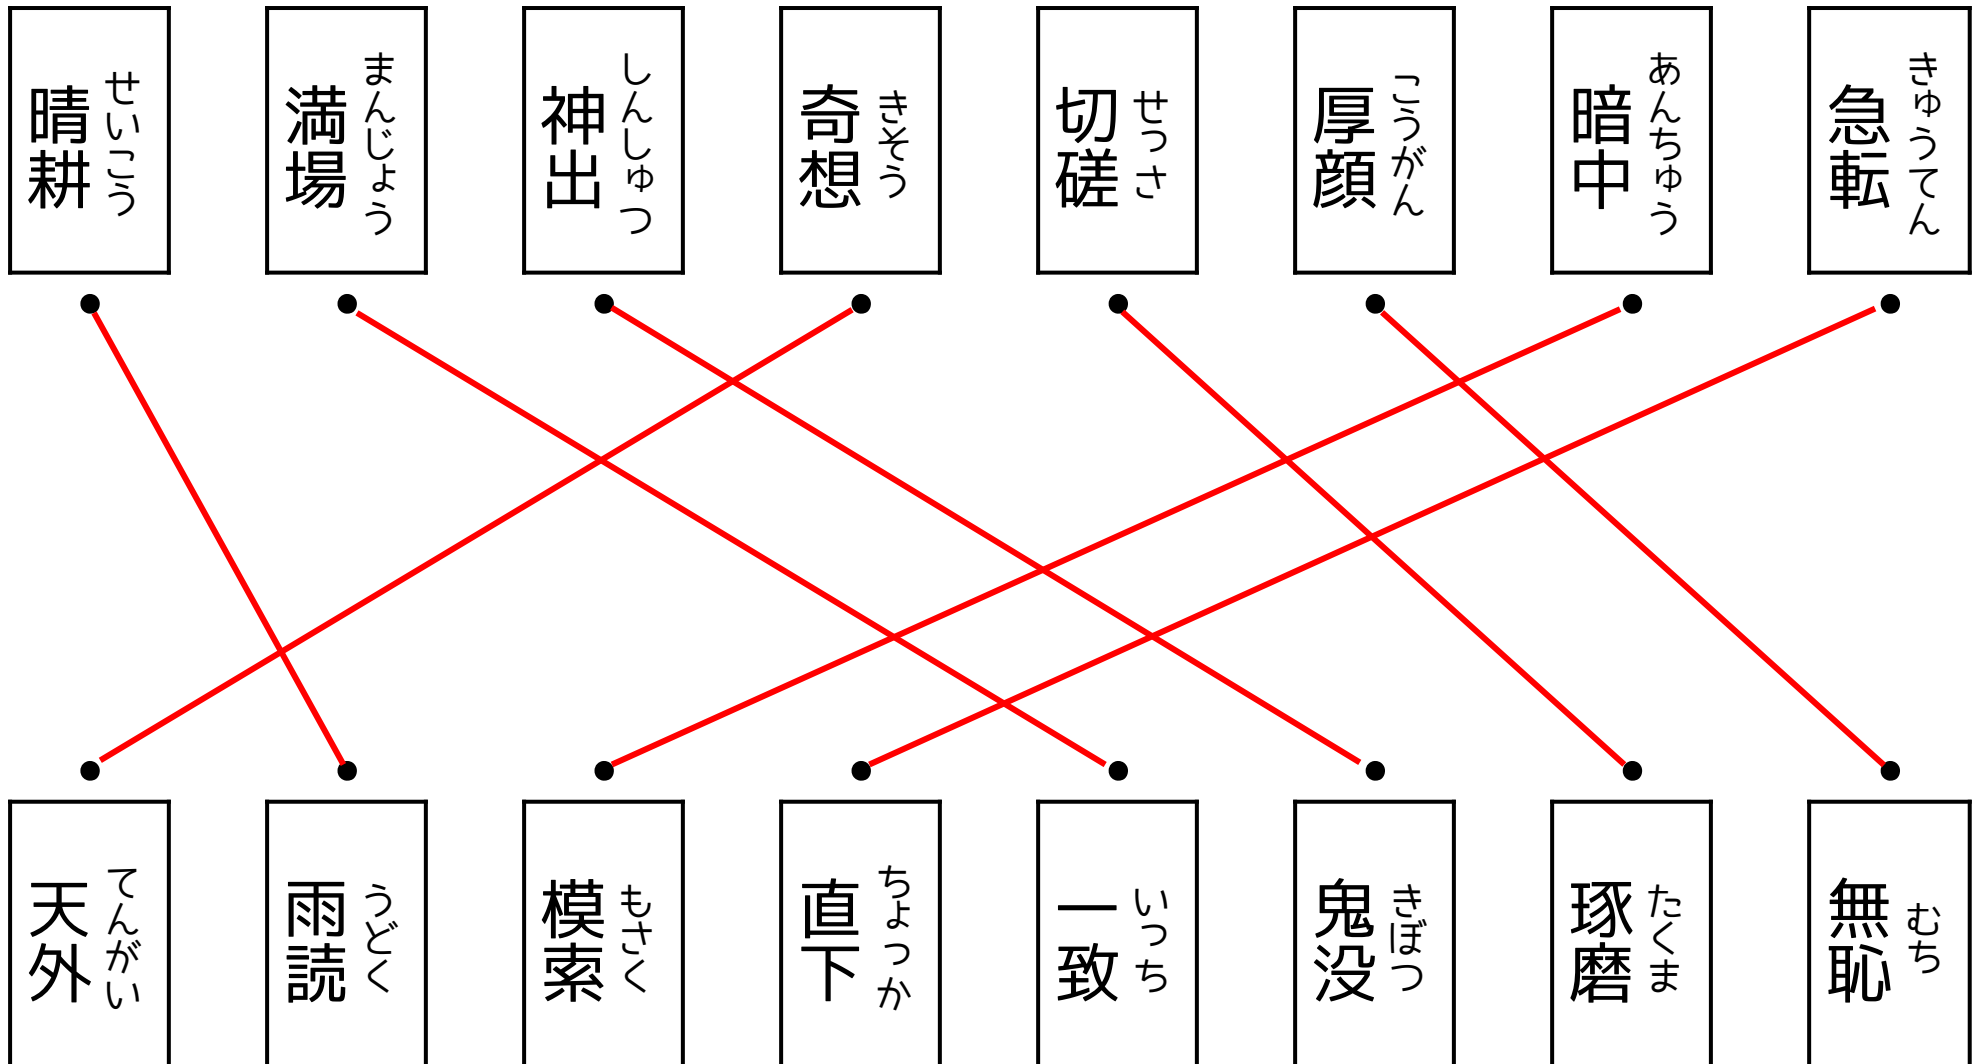 急転
きゅうてん
暗中
あんちゅう
厚顔
こうがん
切磋
せっさ
奇想
きそう
神出
しんしゅつ
満場
まんじょう
晴耕
せいこう
無恥
むち
琢磨
たくま
鬼没
きぼつ
一致
いっち
直下
ちょっか
模索
もさく
雨読
うどく
天外
てんがい